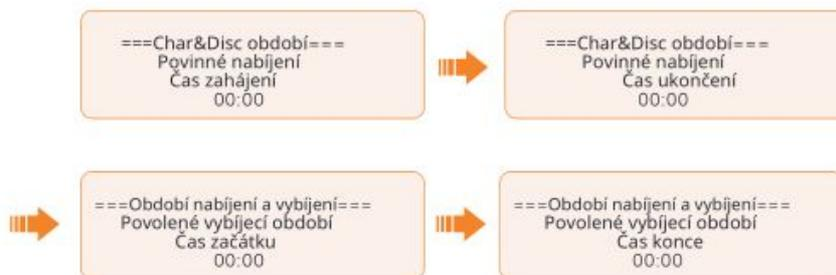 ===Char&Disc období===
Povinné nabíjení
Čas zahájení
00:00
===Char&Disc období===
Povinné nabíjení
Čas ukončení
00:00
===Období nabíjení a vybíjení===
Povolené vybíjecí období
Čas začátku
00:00
===Období nabíjení a vybíjení===
Povolené vybíjecí období
Čas konce
00:00